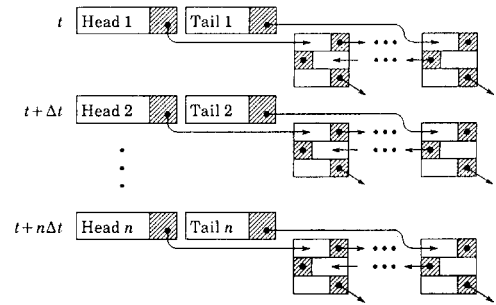 t Head 1 Tail 1
t + Δt Head 2 Tail 2
t + nΔt Head n Tail n